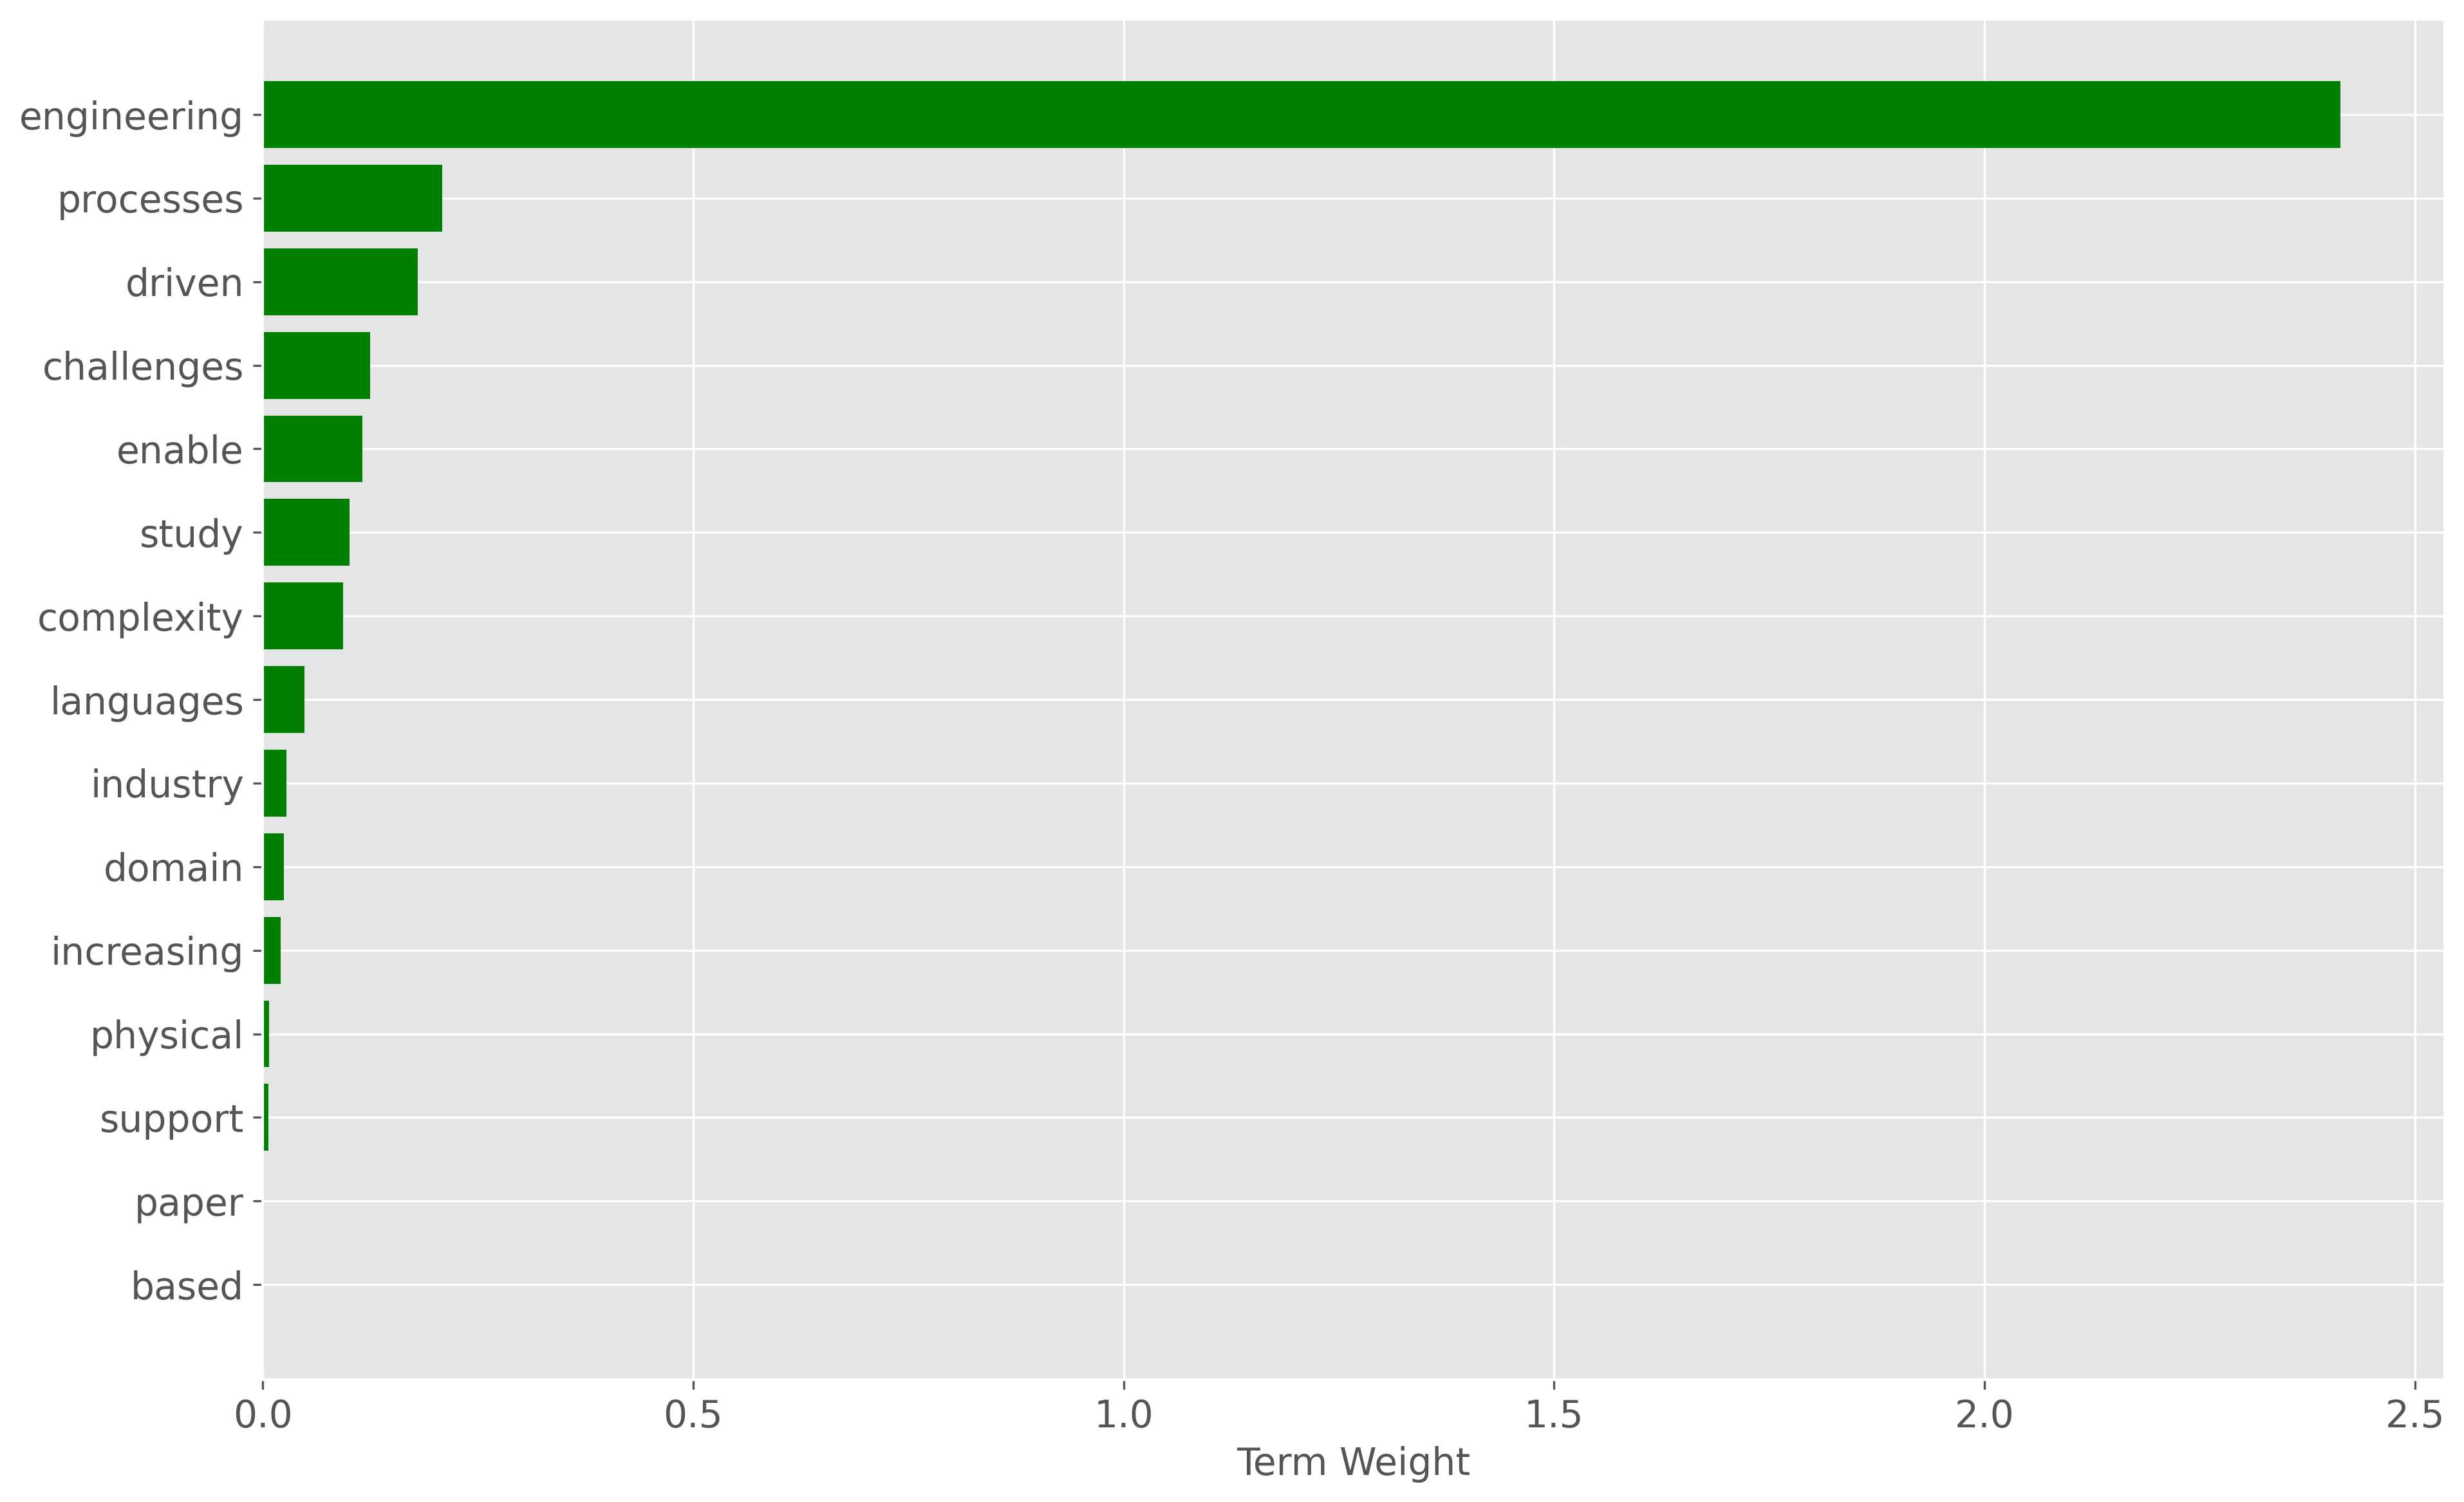 engineering
processes
driven
challenges
enable
study
complexity
languages
industry
domain
increasing
physical
support
paper
based
0.0 0.5 1.0 1.5 2.0 2.5
Term Weight